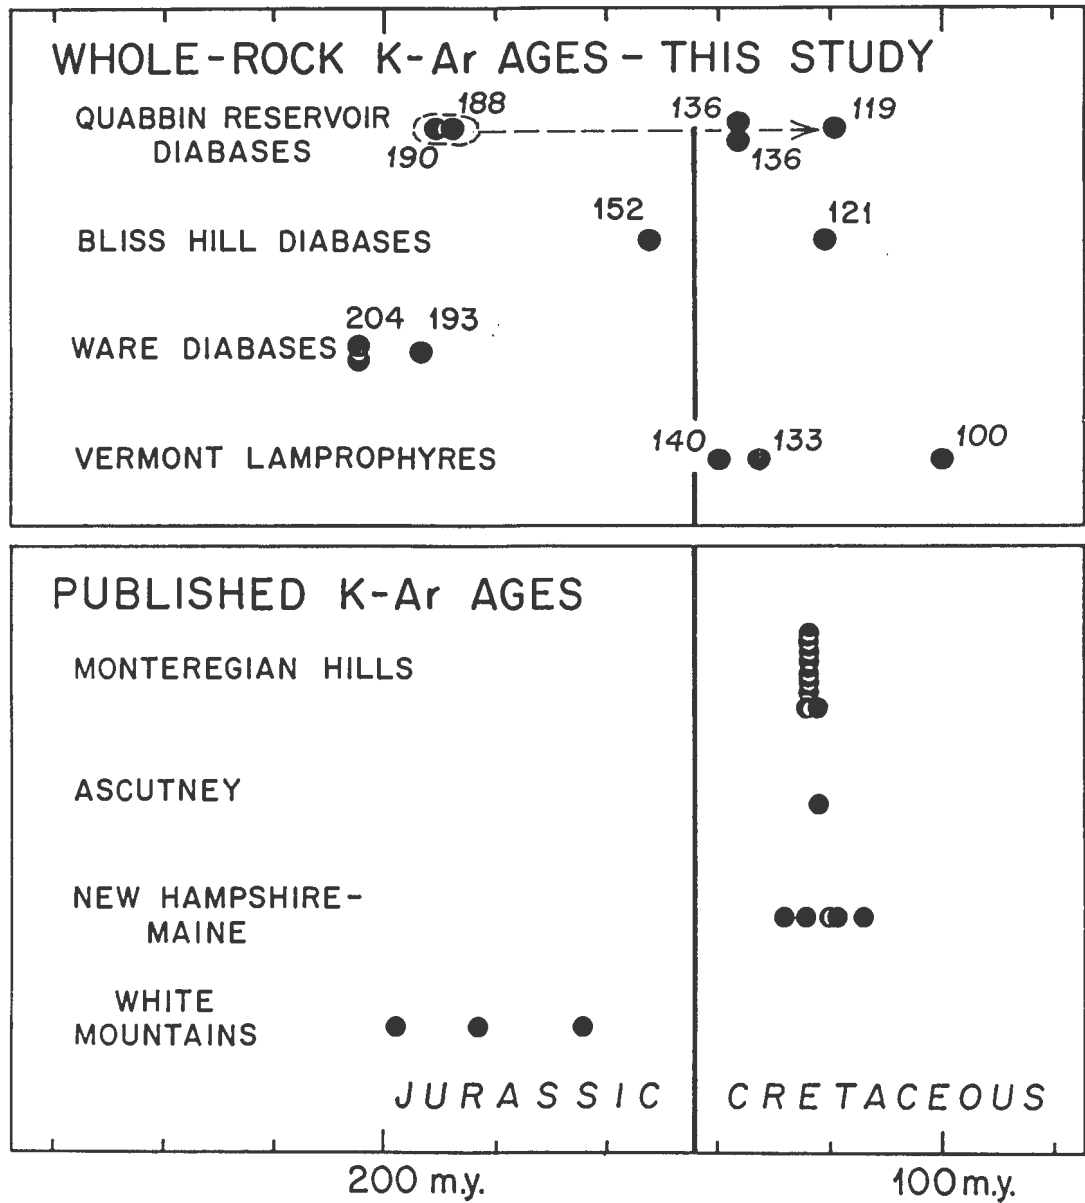 WHOLE-ROCK K-Ar AGES - THIS STUDY
QUABBIN RESERVOIR
DIABASES
188
190
136
136
119
BLISS HILL DIABASES
152
121
WARE DIABASES
204
193
VERMONT LAMPROPHYRES
140
133
100
PUBLISHED K-Ar AGES
MONTEREGIAN HILLS
ASCUTNEY
NEW HAMPSHIRE-
MAINE
WHITE
MOUNTAINS
JURASSIC
CRETACEOUS
200 m.y.
100 m.y.